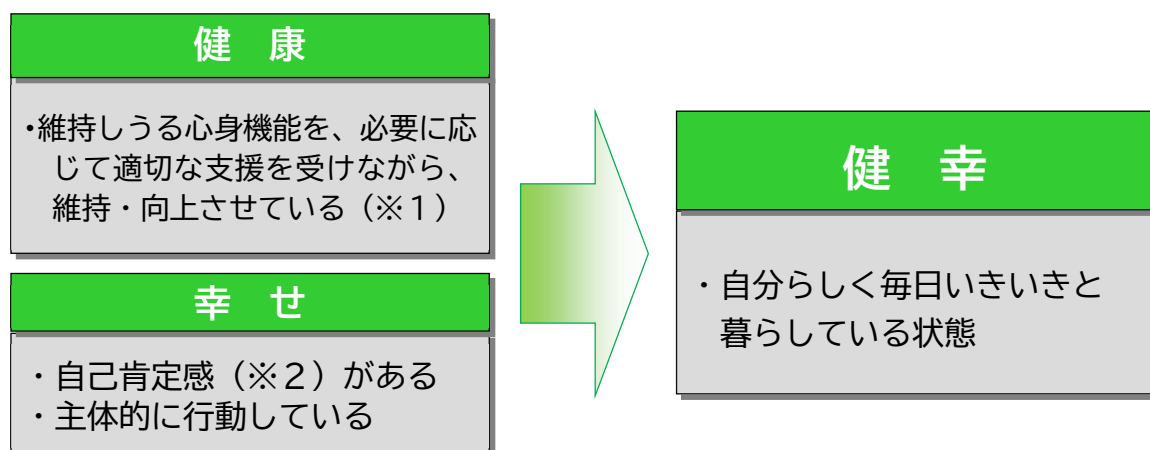 健　康
・維持しうる心身機能を、必要に応
じて適切な支援を受けながら、
維持・向上させている（※１）
幸　せ
・自己肯定感（※２）がある
・主体的に行動している
健　幸
・自分らしく毎日いきいきと
暮らしている状態